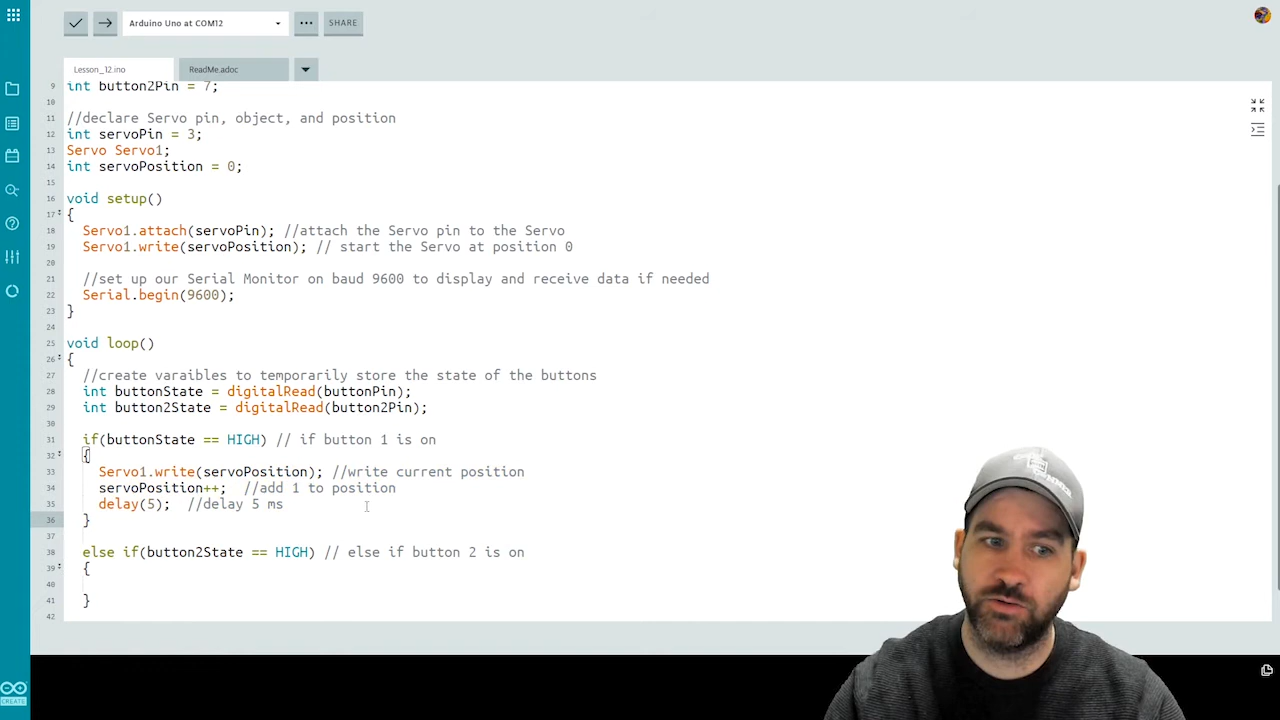 Arduino Uno at COM12
SHARE
Lesson_12.ino
ReadMe.adoc
9 int button2Pin = 7;
10
11 //declare Servo pin, object, and position
12 int servoPin = 3;
13 Servo Servo1;
14 int servoPosition = 0;
15
16 void setup()
17 {
18 Servo1.attach(servoPin); //attach the Servo pin to the Servo
19 Servo1.write(servoPosition); // start the Servo at position 0
20
21 //set up our Serial Monitor on baud 9600 to display and receive data if needed
22 Serial.begin(9600);
23 }
24
25 void loop()
26 {
27 //create varaibles to temporarily store the state of the buttons
28 int buttonState = digitalRead(buttonPin);
29 int button2State = digitalRead(button2Pin);
30
31 if(buttonState == HIGH) // if button 1 is on
32 {
33 Servo1.write(servoPosition); //write current position
34 servoPosition++; //add 1 to position
35 delay(5); //delay 5 ms
36 }
37
38 else if(button2State == HIGH) // else if button 2 is on
39 {
40
41 }
42
CREATE